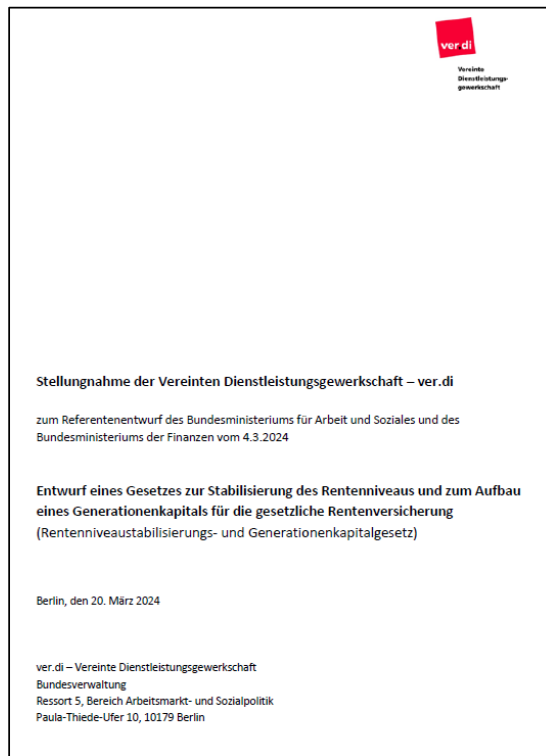 ver.di
Vereinte
Dienstleistungs-
gewerkschaft
Stellungnahme der Vereinten Dienstleistungsgewerkschaft – ver.di
zum Referentenentwurf des Bundesministeriums für Arbeit und Soziales und des
Bundesministeriums der Finanzen vom 4.3.2024
Entwurf eines Gesetzes zur Stabilisierung des Rentenniveaus und zum Aufbau
eines Generationenkapitals für die gesetzliche Rentenversicherung
(Rentenniveaustabilisierungs- und Generationenkapitalgesetz)
Berlin, den 20. März 2024
ver.di – Vereinte Dienstleistungsgewerkschaft
Bundesverwaltung
Ressort 5, Bereich Arbeitsmarkt- und Sozialpolitik
Paula-Thiede-Ufer 10, 10179 Berlin